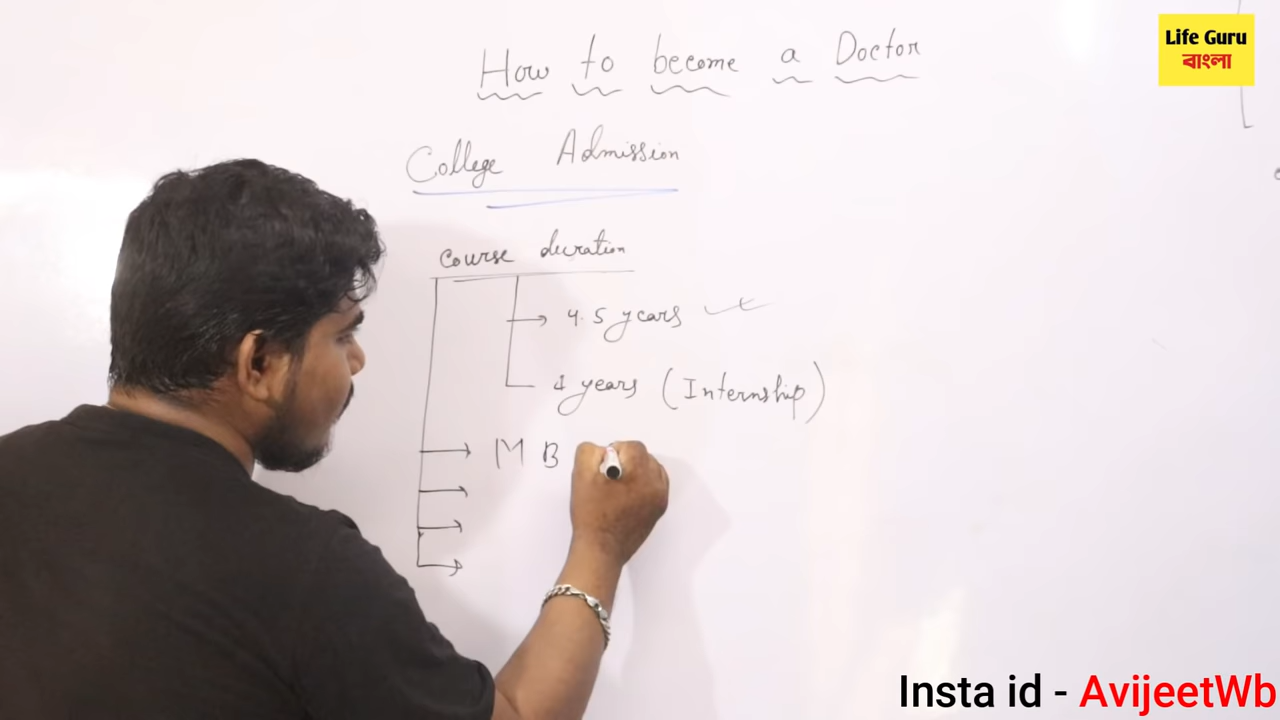 How to become a Doctor
Life Guru
বাংলা
College Admission
course duration
4.5 years
1 years (Internship)
M B
Insta id - AvijeetWb